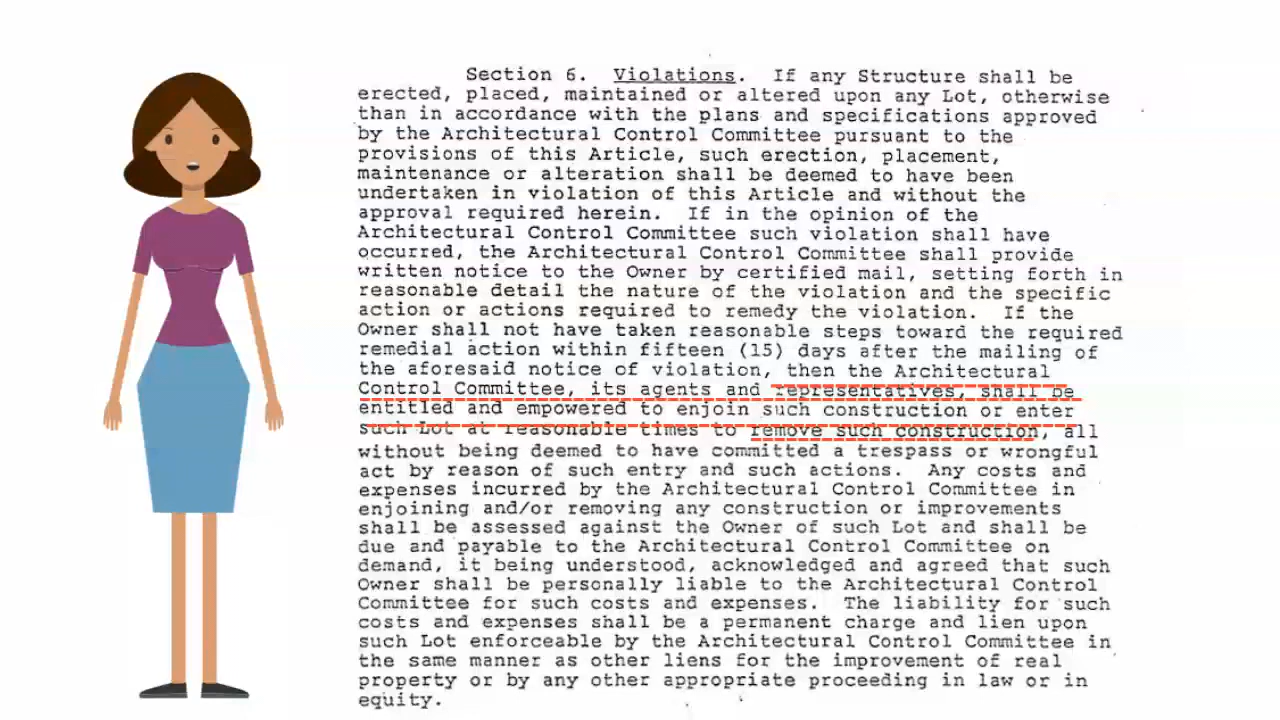 Section 6. Violations. If any Structure shall be
erected, placed, maintained or altered upon any Lot, otherwise
than in accordance with the plans and specifications approved
by the Architectural Control Committee pursuant to the
provisions of this Article, such erection, placement,
maintenance or alteration shall be deemed to have been
undertaken in violation of this Article and without the
approval required herein. If in the opinion of the
Architectural Control Committee such violation shall have
occurred, the Architectural Control Committee shall provide
written notice to the Owner by certified mail, setting forth in
reasonable detail the nature of the violation and the specific
action or actions required to remedy the violation. If the
Owner shall not have taken reasonable steps toward the required
remedial action within fifteen (15) days after the mailing of
the aforesaid notice of violation, then the Architectural
Control Committee, its agents and representatives, shall be
entitled and empowered to enjoin such construction or enter
such Lot at reasonable times to remove such construction, all
without being deemed to have committed a trespass or wrongful
act by reason of such entry and such actions. Any costs and
expenses incurred by the Architectural Control Committee in
enjoining and/or removing any construction or improvements
shall be assessed against the Owner of such Lot and shall be
due and payable to the Architectural Control Committee on
demand, it being understood, acknowledged and agreed that such
Owner shall be personally liable to the Architectural Control
Committee for such costs and expenses. The liability for such
costs and expenses shall be a permanent charge and lien upon
such Lot enforceable by the Architectural Control Committee in
the same manner as other liens for the improvement of real
property or by any other appropriate proceeding in law or in
equity.